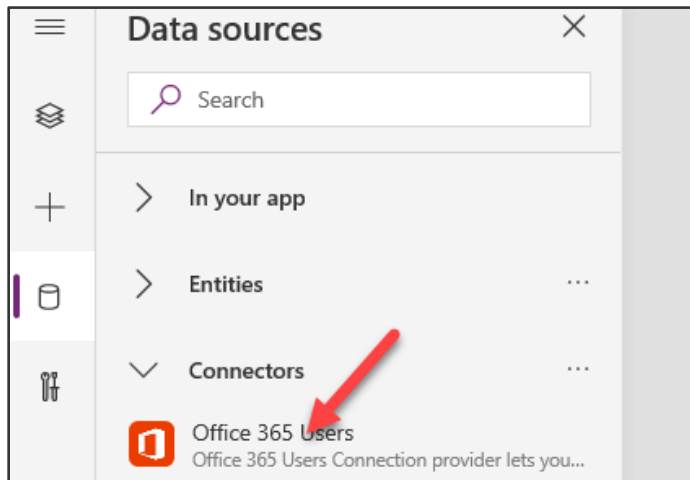 Data sources
Search
In your app
Entities
Connectors
Office 365 Users
Office 365 Users Connection provider lets you...